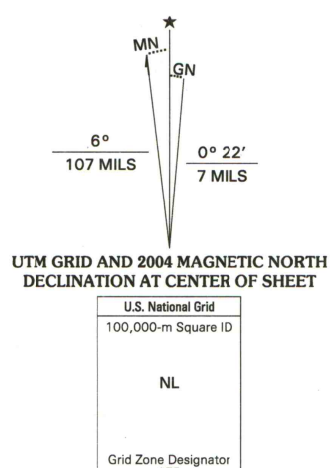 MN
GN
6°
107 MILS
0° 22'
7 MILS
UTM GRID AND 2004 MAGNETIC NORTH
DECLINATION AT CENTER OF SHEET
U.S. National Grid
100,000-m Square ID
NL
Grid Zone Designator